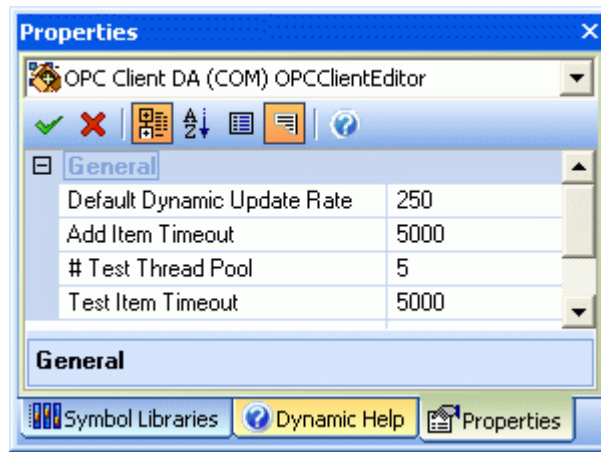 Properties
OPC Client DA (COM) OPCClientEditor
General
Default Dynamic Update Rate 250
Add Item Timeout 5000
# Test Thread Pool 5
Test Item Timeout 5000
General
Symbol Libraries Dynamic Help Properties